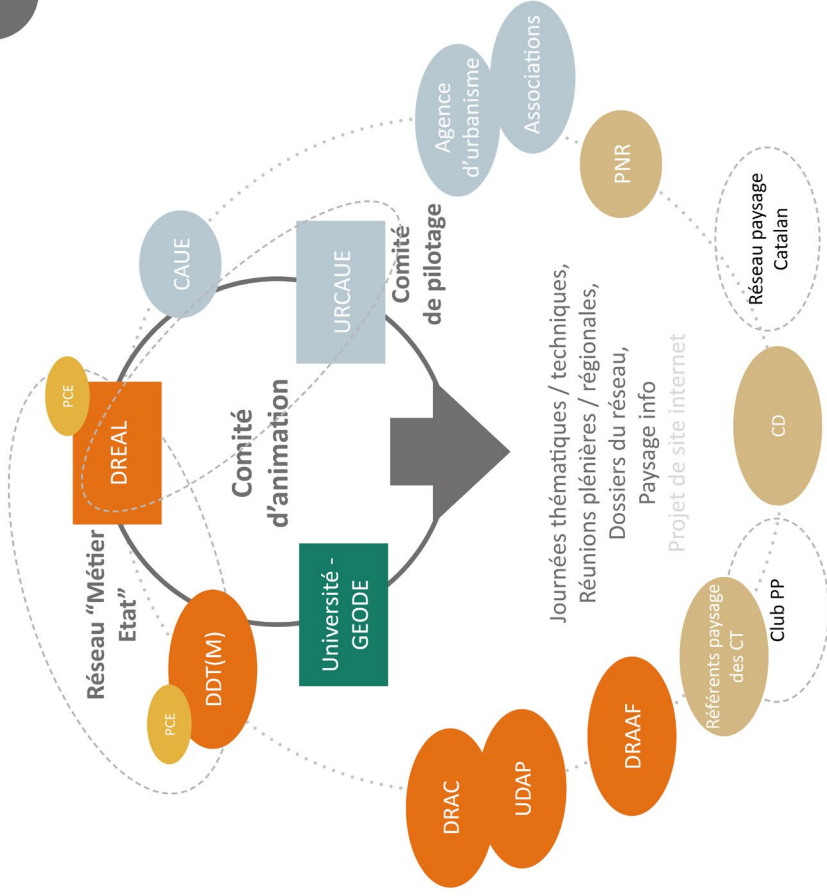 PCE
DREAL
Réseau “Métier
Etat”
PCE
DDT(M)
CAUE
Comité
d’animation
Université -
GEODE
URCAUE
Comité
de pilotage
Agence
d’urbanisme
Associations
DRAC
UDAP
DRAAF
PNR
Journées thématiques / techniques,
Réunions plénières / régionales,
Dossiers du réseau,
Paysage info
Projet de site internet
Référents paysage
des CT
Club PP
CD
Réseau paysage
Catalan